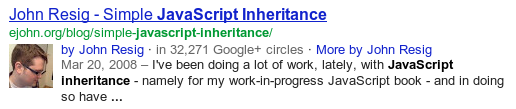 John Resig - Simple JavaScript Inheritance
ejohn.org/blog/simple-javascript-inheritance/
by John Resig · in 32,271 Google+ circles · More by John Resig
Mar 20, 2008 – I've been doing a lot of work, lately, with JavaScript
inheritance - namely for my work-in-progress JavaScript book - and in doing
so have ...